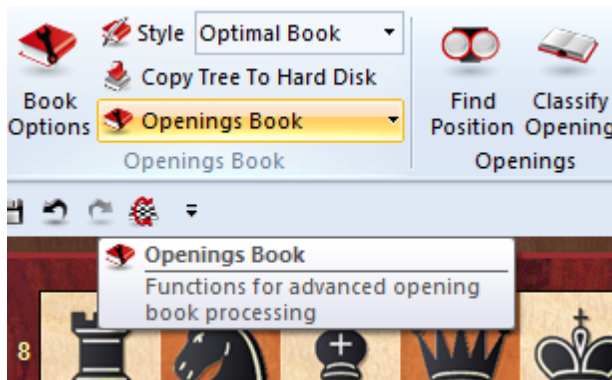 Style Optimal Book
Copy Tree To Hard Disk
Book
Options
Openings Book
Openings Book
Find
Position
Classify
Opening
Openings
Openings Book
Functions for advanced opening
book processing
8